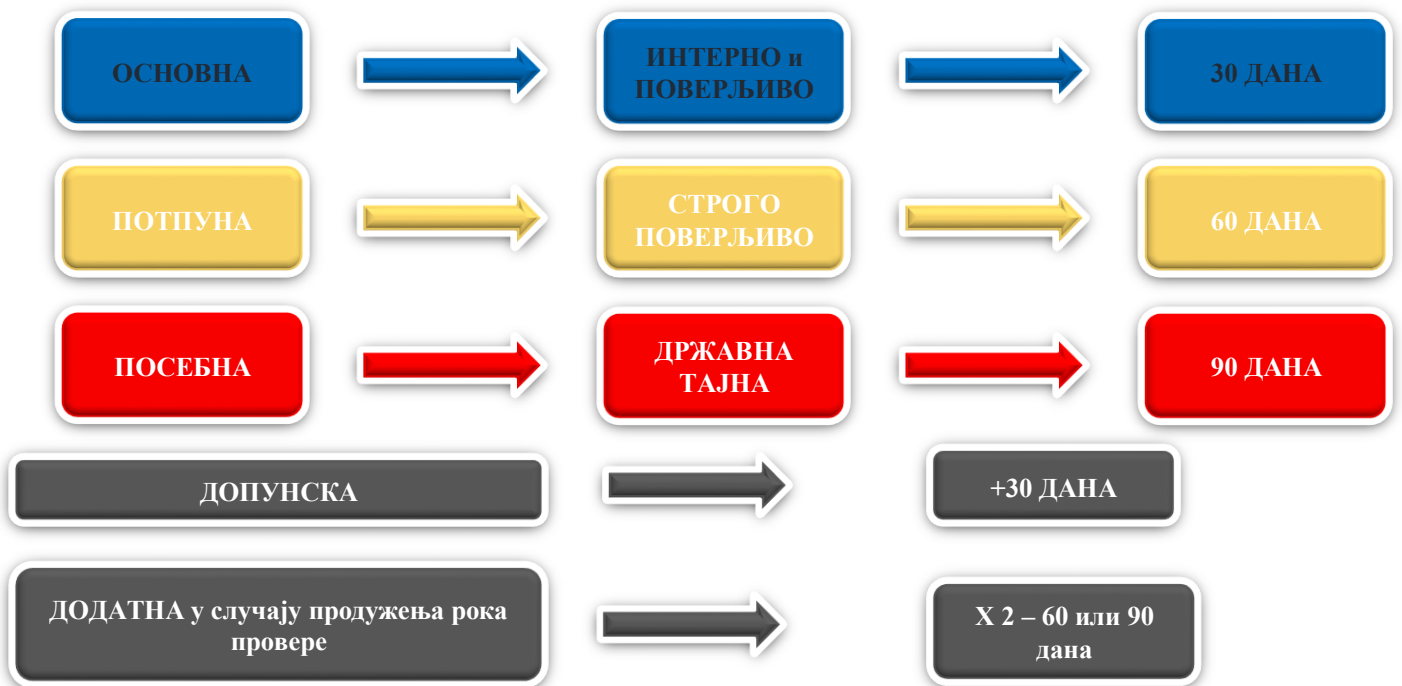 ОСНОВНА
ИНТЕРНО и
ПОВЕРЉИВО
30 ДАНА
ПОТПУНА
СТРОГО
ПОВЕРЉИВО
60 ДАНА
ПОСЕБНА
ДРЖАВНА
ТАЈНА
90 ДАНА
ДОПУНСКА
+30 ДАНА
ДОДАТНА у случају продужења рока
провере
Х 2 – 60 или 90
дана